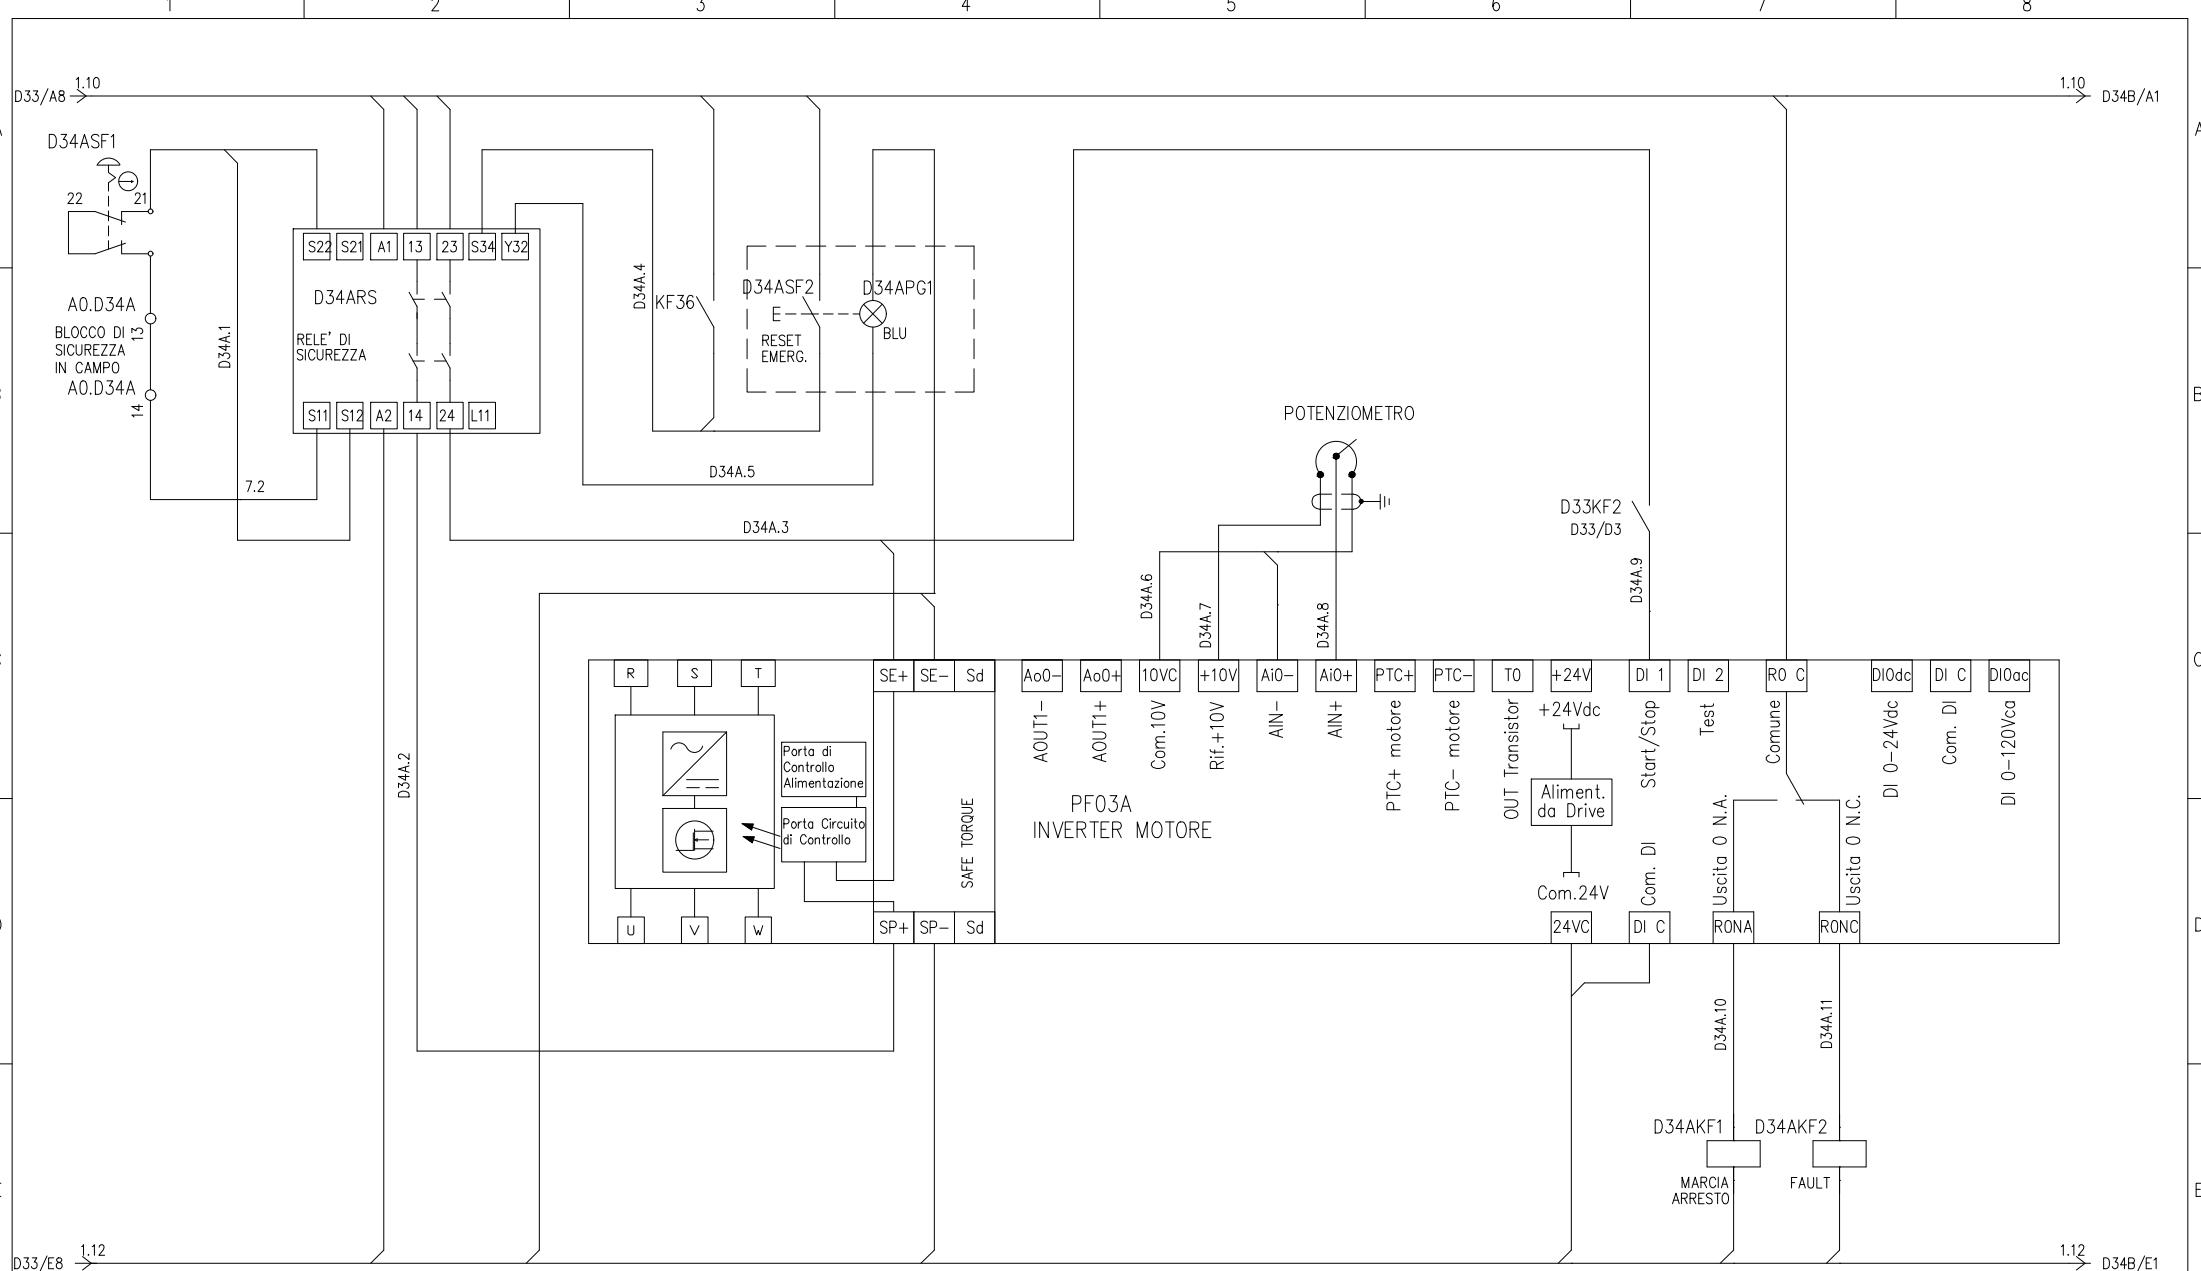 1 2 3 4 5 6 7 8
1.10 1.10
D33/A8 D34B/A1
A
D34ASF1
22 21
S22 S21 A1 13 23 S34 Y32
D34ARS
RELE' DI
SICUREZZA
S11 S12 A2 14 24 L11
A0.D34A
13
BLOCCO DI
SICUREZZA
IN CAMPO
A0.D34A
14
D34A.1
7.2
D34A.4
KF36
D34ASF2
E
RESET
EMERG.
D34APG1
BLU
B
D34A.5
D34A.3
POTENZIOMETRO
D33KF2
D33/D3
D34A.6
D34A.7
D34A.8
D34A.9
C
R S T
SE+ SE- Sd
Ao0- Ao0+ 10VC +10V Ai0- Ai0+ PTC+ PTC- TO +24V DI 1 DI 2 RO C DI0dc DI C DI0ac
AOUT1-
AOUT1+
Com.10V
Rif.+10V
AIN-
AIN+
PTC+ motore
PTC- motore
OUT Transistor
+24Vdc
Start/Stop
Test
Comune
DI 0-24Vdc
Com. DI
DI 0-120Vca
Porta di
Controllo
Alimentazione
Porta Circuito
di Controllo
SAFE TORQUE
PF03A
INVERTER MOTORE
Aliment.
da Drive
Com.24V
Com. DI
Uscita 0 N.A.
Uscita 0 N.C.
D34A.2
U V W
SP+ SP- Sd
24VC DI C R0NA R0NC
D
D34A.10
D34A.11
D34AKF1 D34AKF2
MARCIA
ARRESTO
FAULT
E
1.12 1.12
D33/E8 D34B/E1